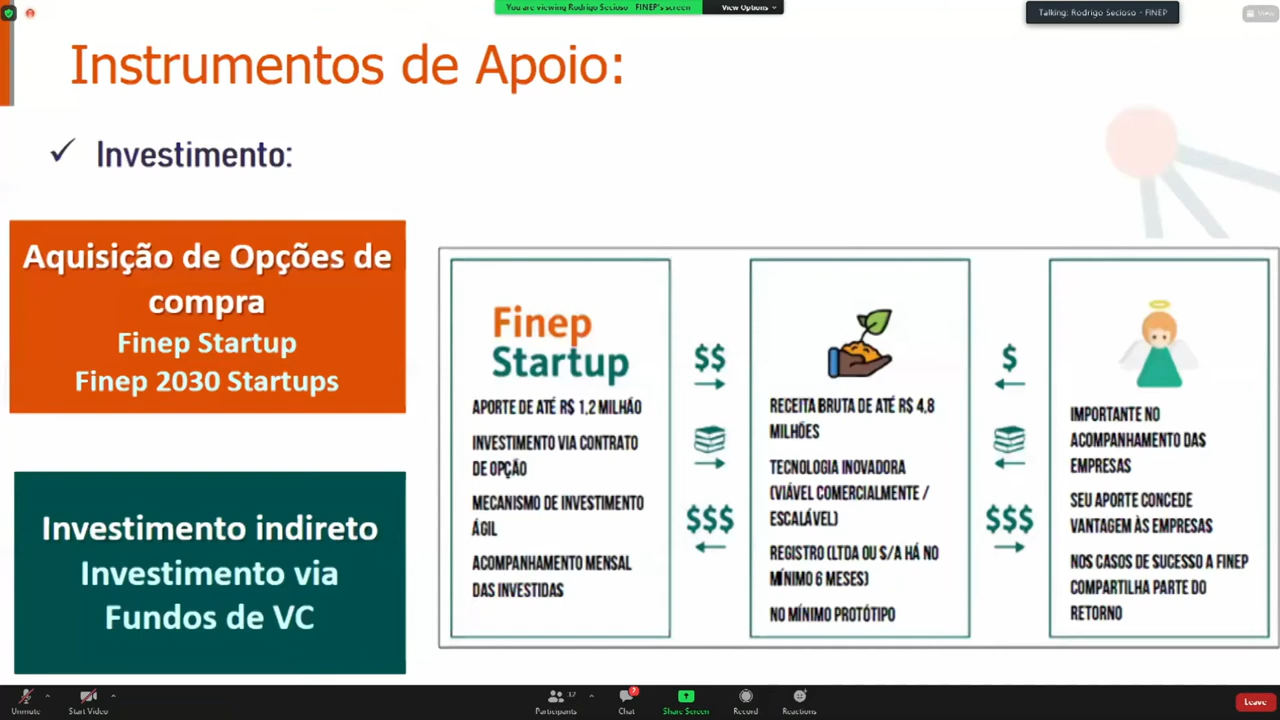 You are viewing Rodrigo Secioso - FINEP's screen
View Options
Talking: Rodrigo Secioso - FINEP
View
Instrumentos de Apoio:
✓ Investimento:
Aquisição de Opções de
compra
Finep Startup
Finep 2030 Startups
Investimento indireto
Investimento via
Fundos de VC
Finep
Startup
APORTE DE ATÉ R$ 1,2 MILHÃO
INVESTIMENTO VIA CONTRATO
DE OPÇÃO
MECANISMO DE INVESTIMENTO
ÁGIL
ACOMPANHAMENTO MENSAL
DAS INVESTIDAS
$$
$$$
RECEITA BRUTA DE ATÉ R$ 4,8
MILHÕES
TECNOLOGIA INOVADORA
(VIÁVEL COMERCIALMENTE /
ESCALÁVEL)
REGISTRO (LTDA OU S/A HÁ NO
MÍNIMO 6 MESES)
NO MÍNIMO PROTÓTIPO
$
$$$
IMPORTANTE NO
ACOMPANHAMENTO DAS
EMPRESAS
SEU APORTE CONCEDE
VANTAGEM ÀS EMPRESAS
NOS CASOS DE SUCESSO A FINEP
COMPARTILHA PARTE DO
RETORNO
Unmute
Start Video
Participants
37
Chat
7
Share Screen
Record
Reactions
Leave